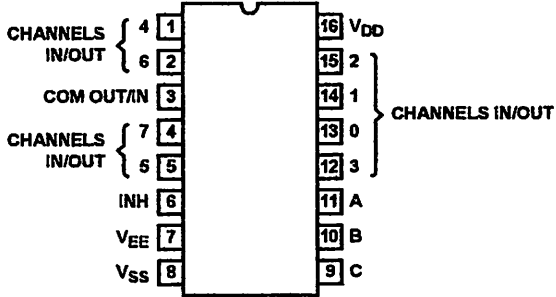 CHANNELS IN/OUT
4 1
6 2
COM OUT/IN 3
CHANNELS IN/OUT
7 4
5 5
INH 6
VEE 7
VSS 8
16 VDD
15 2
14 1
13 0
12 3
CHANNELS IN/OUT
11 A
10 B
9 C